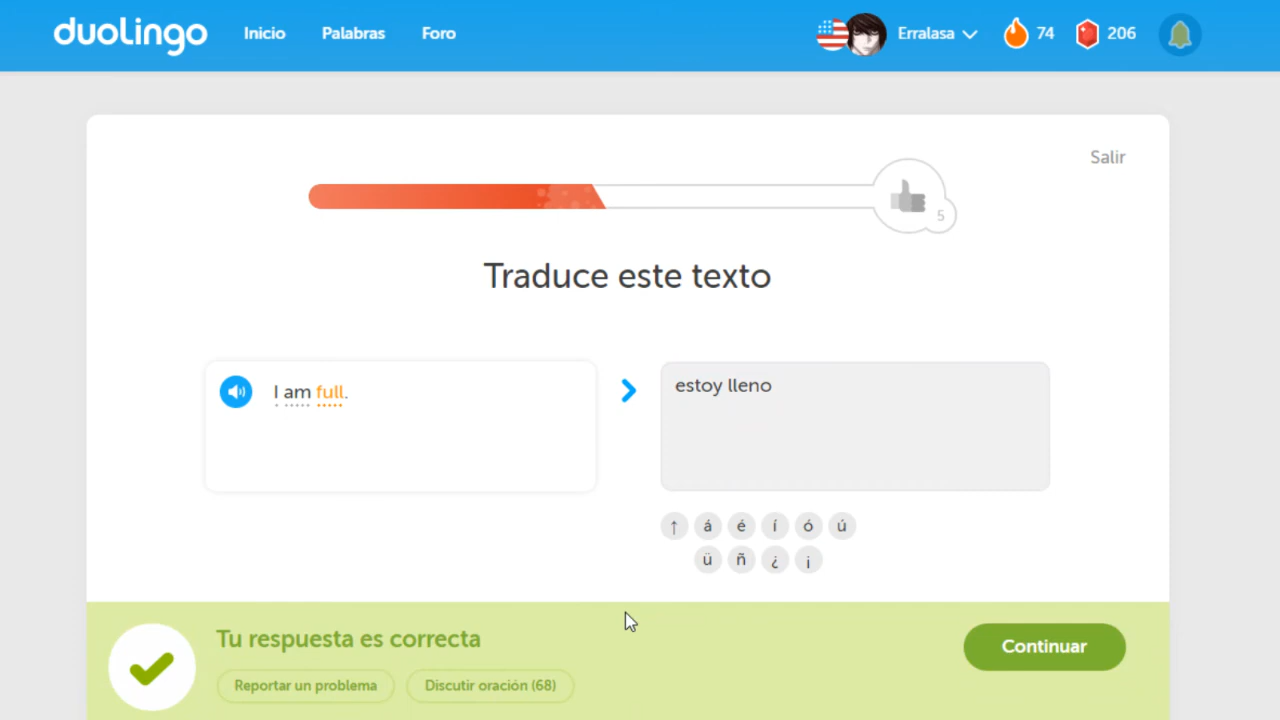 duolingo Inicio Palabras Foro Erralasa 74 206
Salir
5
Traduce este texto
I am full.
estoy lleno
↑ á é í ó ú
ü ñ ¿ ¡
Tu respuesta es correcta
Continuar
Reportar un problema Discutir oración (68)